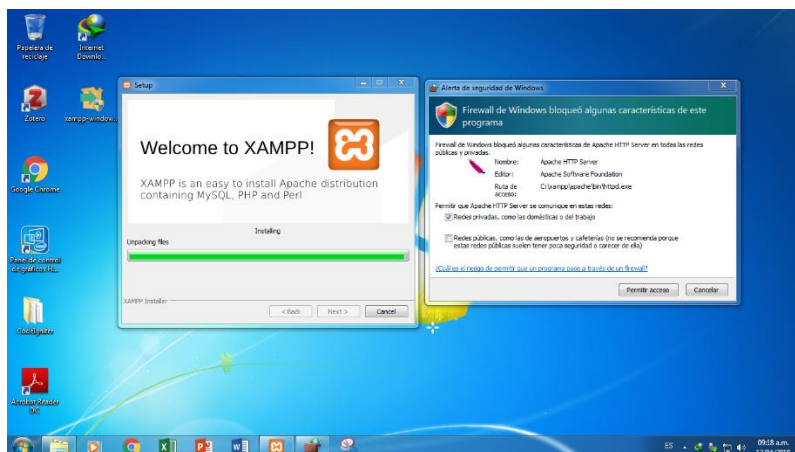 Papelera de
reciclaje
Internet
Downlo...
Zotero
xampp-window...
Google Chrome
Panel de control
de gráficos H...
CodeIgniter
Acrobat Reader
DC
Setup
Welcome to XAMPP!
XAMPP is an easy to install Apache distribution
containing MySQL, PHP and Perl
Installing
Unpacking files
XAMPP Installer
< Back
Next >
Cancel
Alerta de seguridad de Windows
Firewall de Windows bloqueó algunas características de este
programa
Firewall de Windows bloqueó algunas características de Apache HTTP Server en todas las redes
públicas y privadas.
Nombre: Apache HTTP Server
Editor: Apache Software Foundation
Ruta de
acceso: C:\xampp\apache\bin\httpd.exe
Permitir que Apache HTTP Server se comunique en estas redes:
Redes privadas, como las domésticas o del trabajo
Redes públicas, como las de aeropuertos y cafeterías (no se recomienda porque
estas redes públicas suelen tener poca seguridad o carecer de ella)
¿Cuál es el riesgo de permitir que un programa pase a través de un firewall?
Permitir acceso
Cancelar
ES
09:18 a.m.